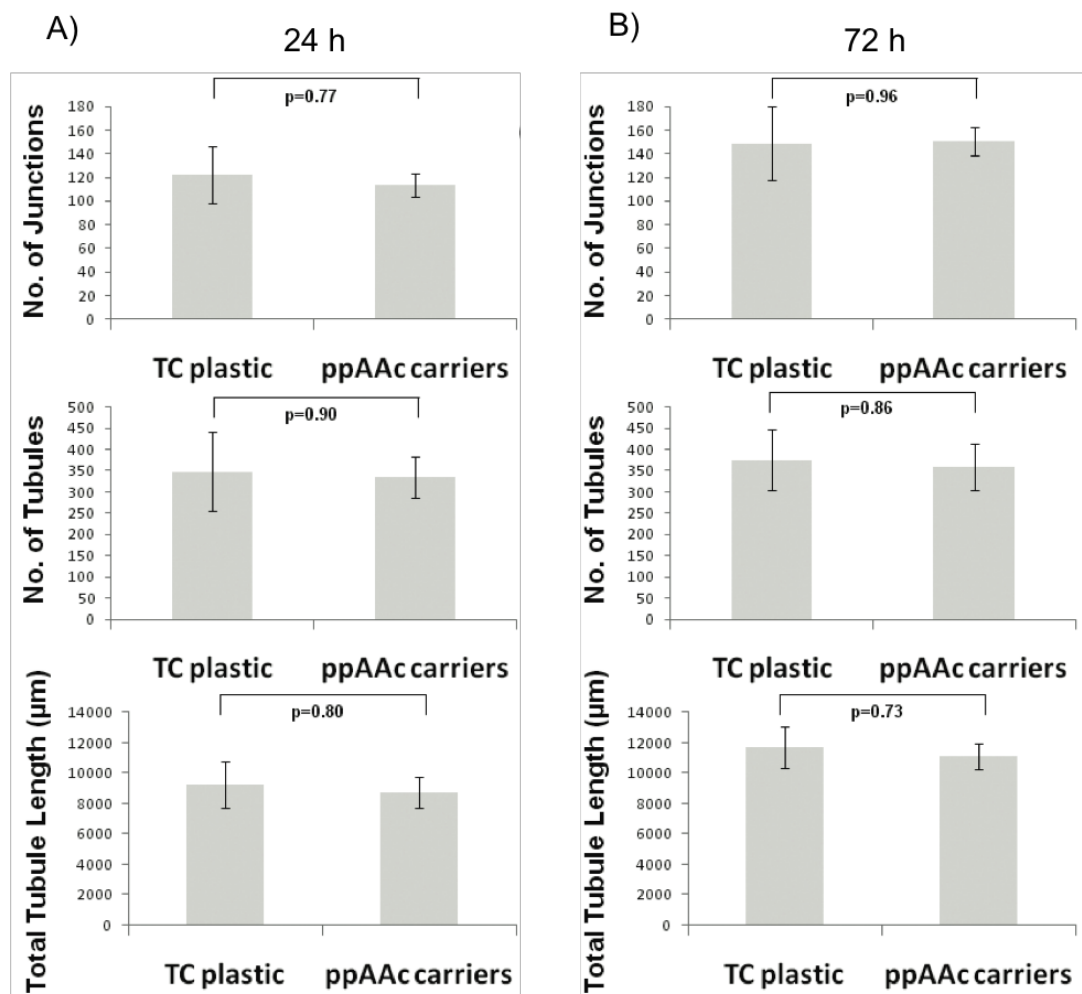 A)
24 h
p=0.77
No. of Junctions
180
160
140
120
100
80
60
40
20
0
TC plastic
ppAAc carriers
p=0.90
No. of Tubules
500
450
400
350
300
250
200
150
100
50
0
TC plastic
ppAAc carriers
p=0.80
Total Tubule Length (µm)
14000
12000
10000
8000
6000
4000
2000
0
TC plastic
ppAAc carriers
B)
72 h
p=0.96
No. of Junctions
180
160
140
120
100
80
60
40
20
0
TC plastic
ppAAc carriers
p=0.86
No. of Tubules
500
450
400
350
300
250
200
150
100
50
0
TC plastic
ppAAc carriers
p=0.73
Total Tubule Length (µm)
14000
12000
10000
8000
6000
4000
2000
0
TC plastic
ppAAc carriers